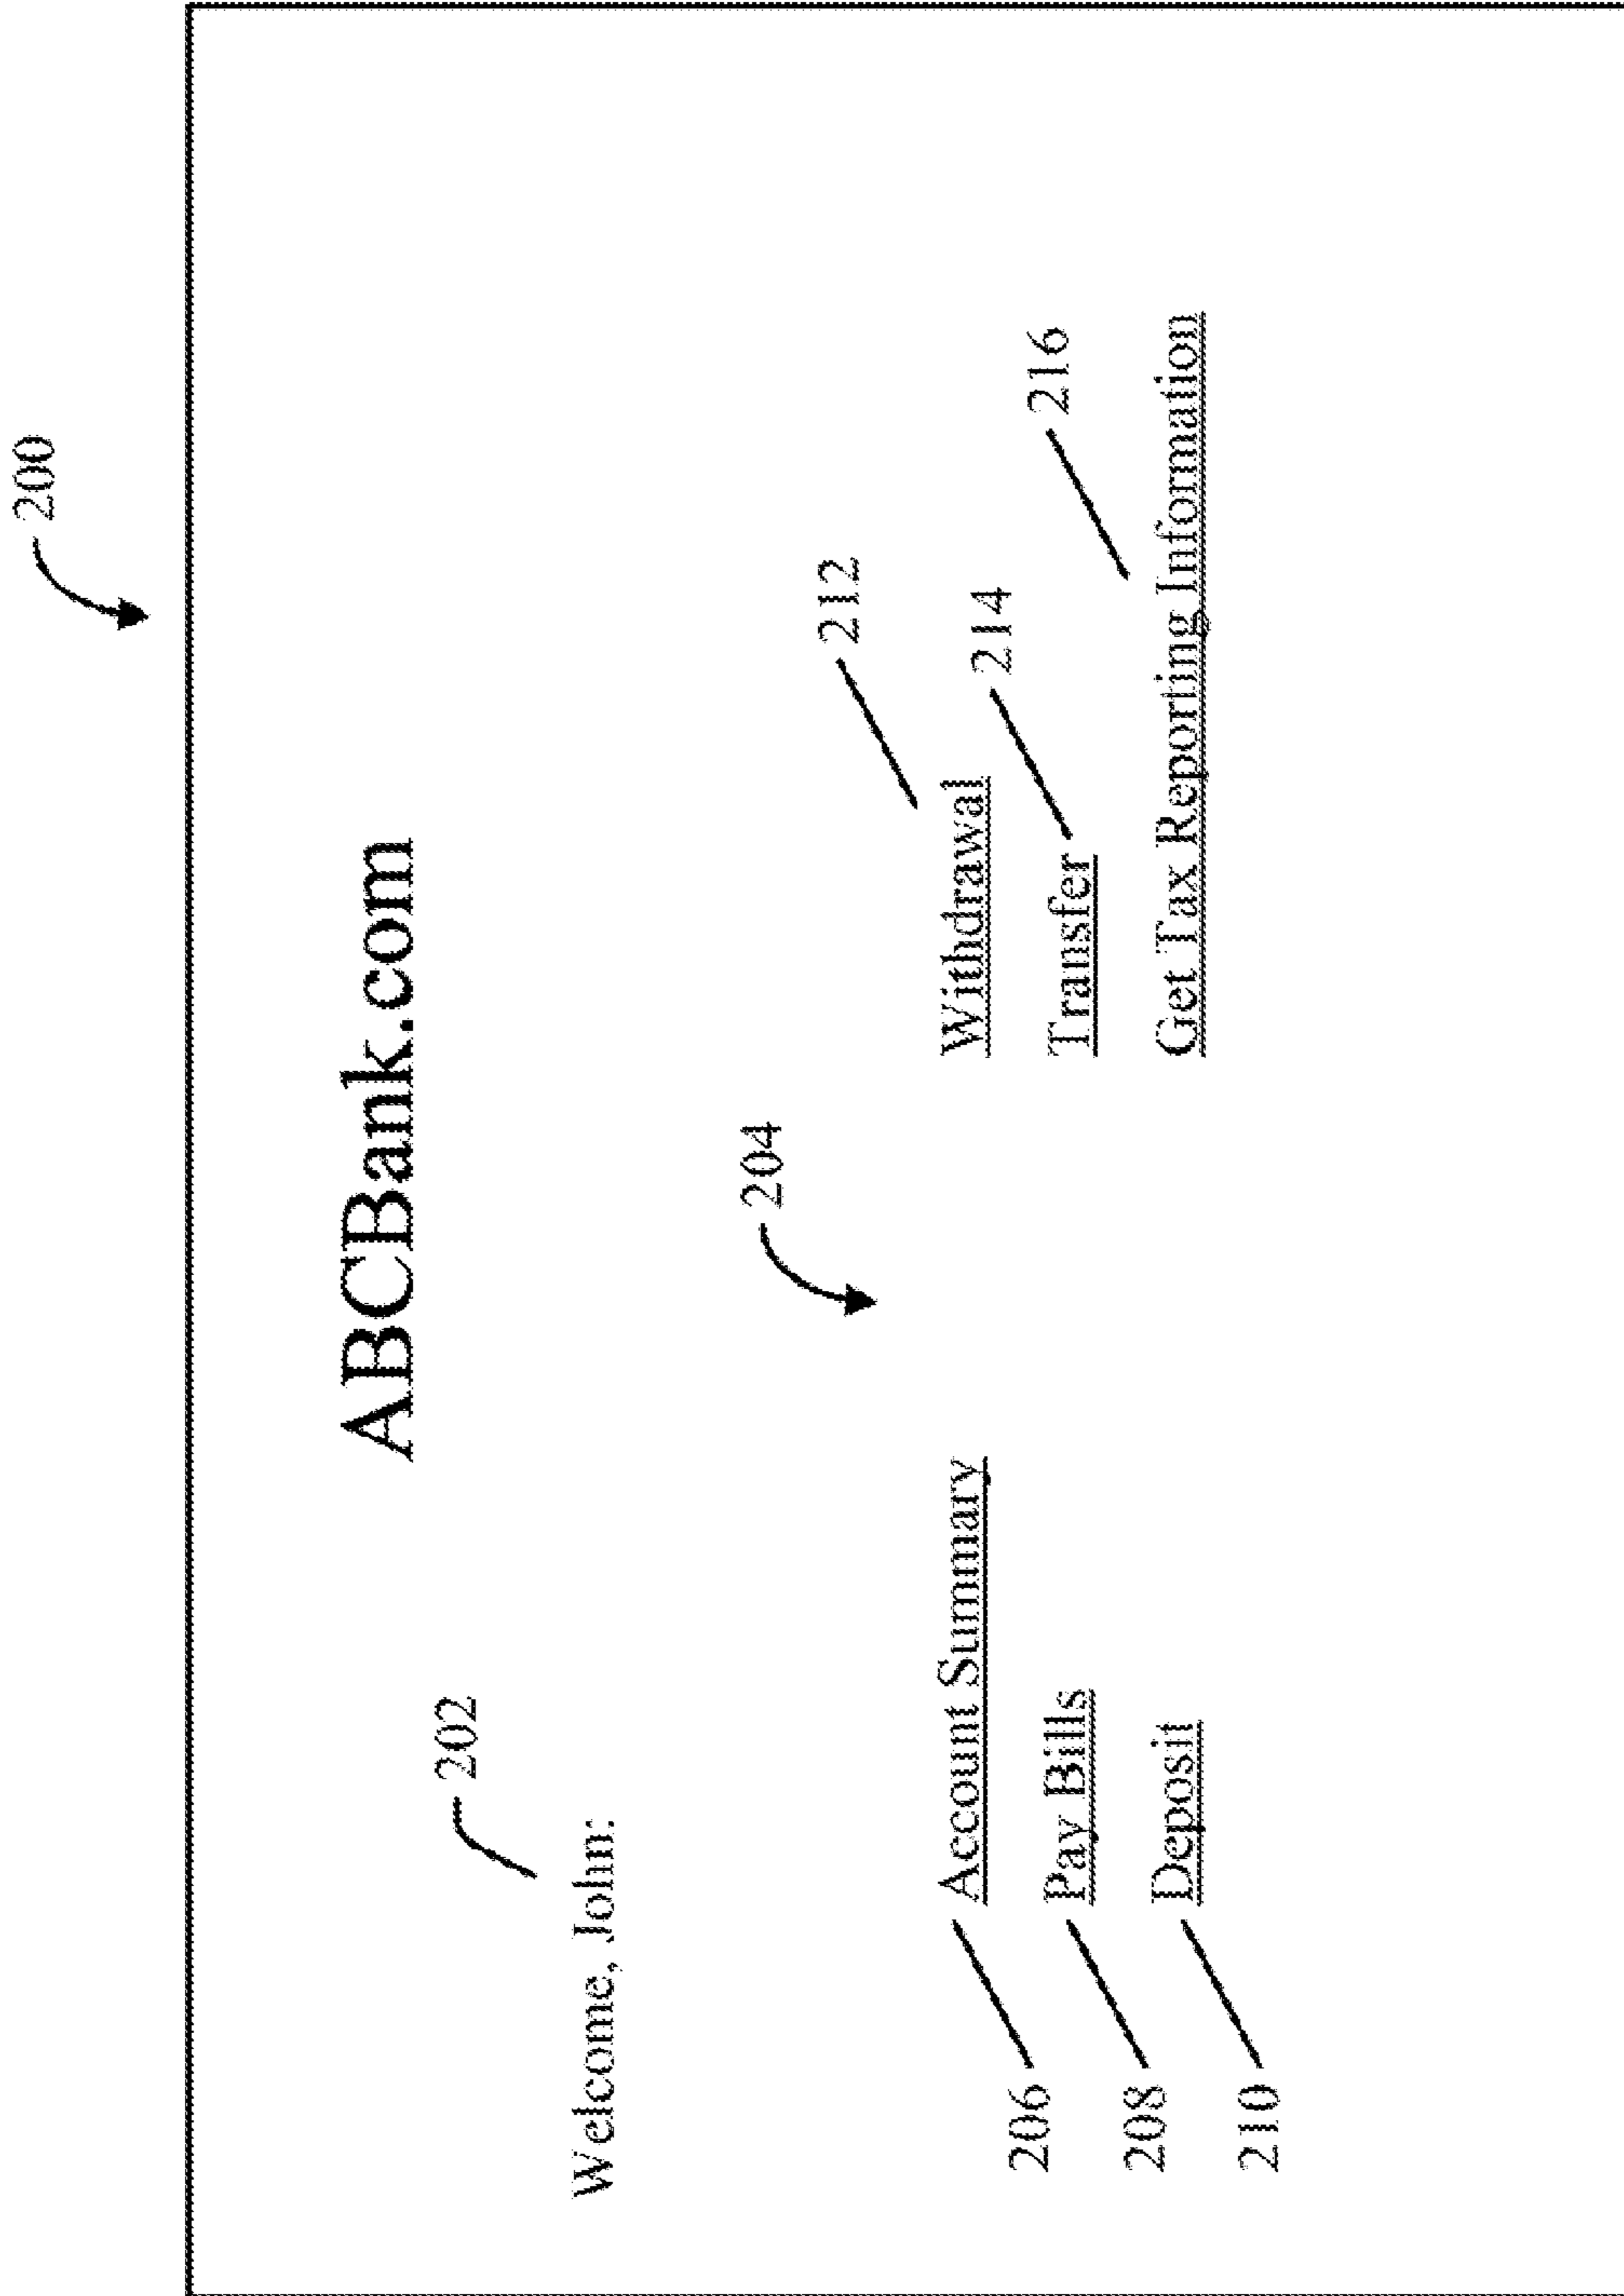 200
ABCBank.com
202
Welcome, John:
204
212
206 Account Summary
Withdrawal
214
208 Pay Bills
Transfer
216
210 Deposit
Get Tax Reporting Information